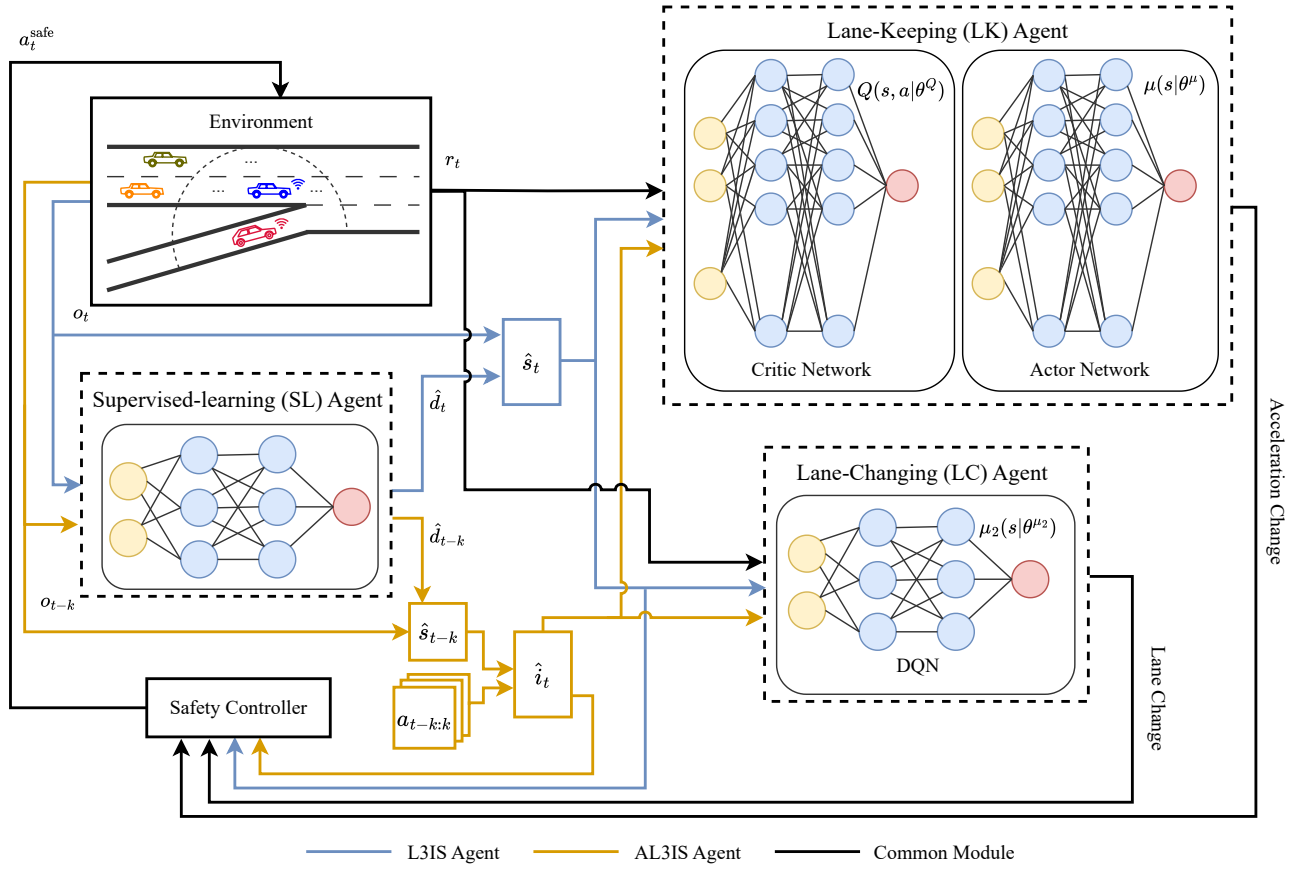 a_t^safe
Environment
...
...
...
r_t
o_t
Lane-Keeping (LK) Agent
Q(s, a|θ^Q)
μ(s|θ^μ)
Critic Network
Actor Network
ŝ_t
Supervised-learning (SL) Agent
d̂_t
d̂_{t−k}
o_{t−k}
ŝ_{t−k}
î_t
a_{t−k:k}
Lane-Changing (LC) Agent
μ_2(s|θ^{μ_2})
DQN
Acceleration Change
Lane Change
Safety Controller
L3IS Agent
AL3IS Agent
Common Module